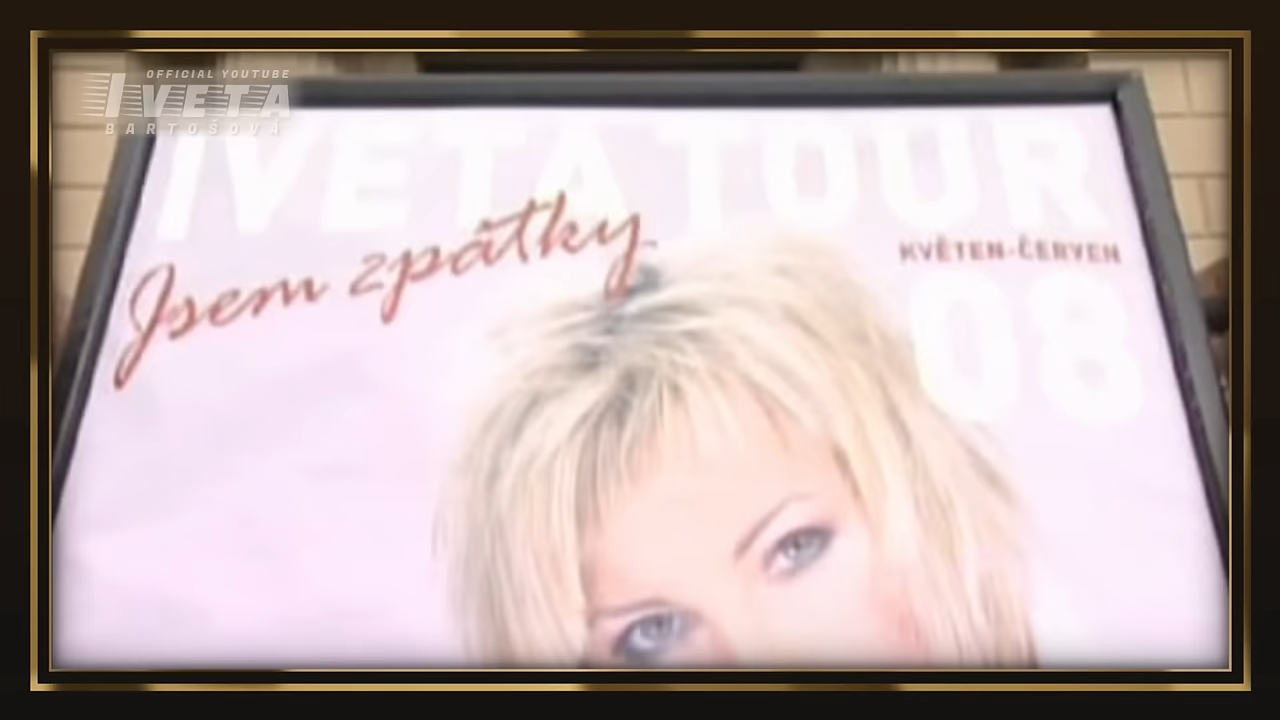 OFFICIAL YOUTUBE
IVETA
BARTOŠOVÁ
IVETA TOUR
Jsem zpátky
KVĚTEN-ČERVEN
08